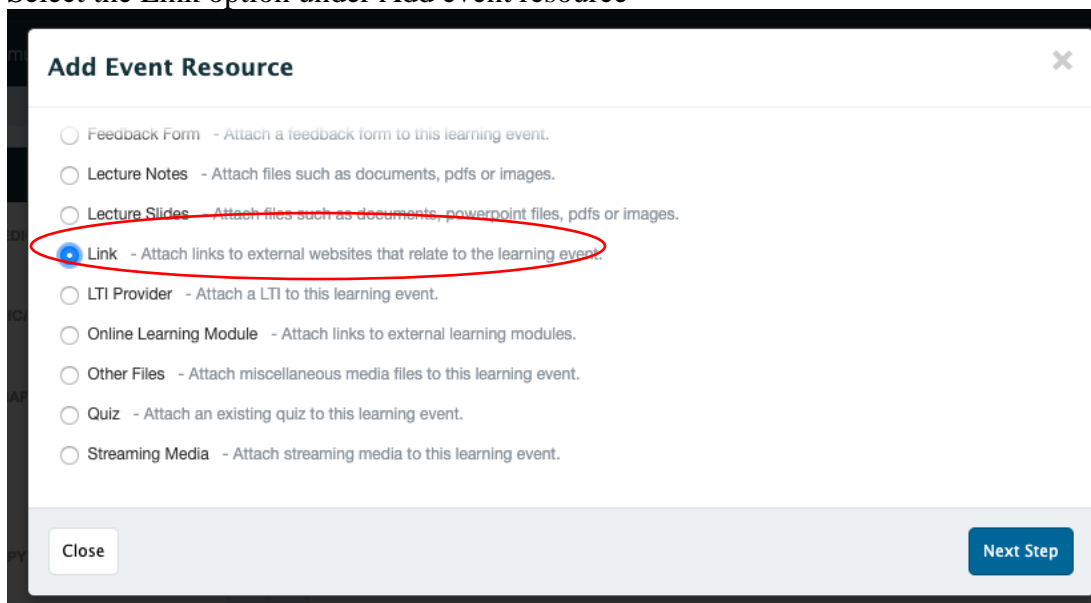 Select the Link option under Add event resource
Add Event Resource
×
Feedback Form - Attach a feedback form to this learning event.
Lecture Notes - Attach files such as documents, pdfs or images.
Lecture Slides - Attach files such as documents, powerpoint files, pdfs or images.
Link - Attach links to external websites that relate to the learning event.
LTI Provider - Attach a LTI to this learning event.
Online Learning Module - Attach links to external learning modules.
Other Files - Attach miscellaneous media files to this learning event.
Quiz - Attach an existing quiz to this learning event.
Streaming Media - Attach streaming media to this learning event.
Close
Next Step